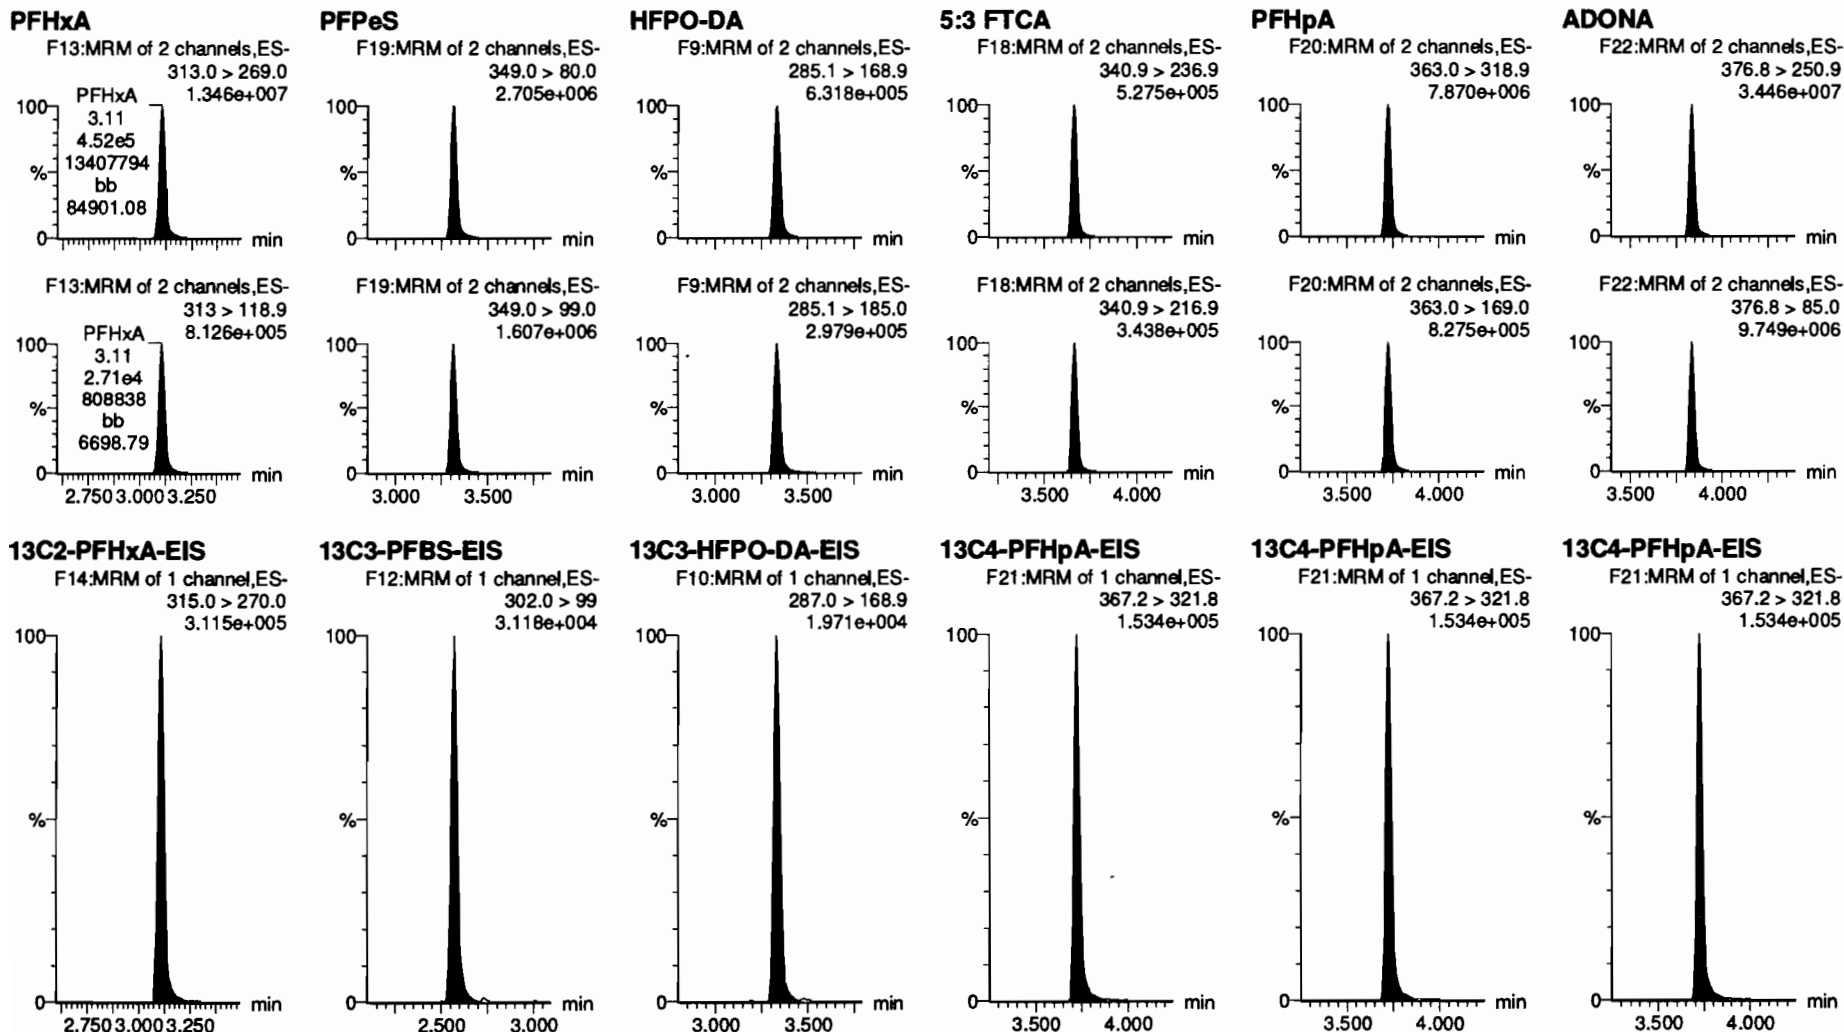 PFHxA
F13:MRM of 2 channels,ES-
313.0 > 269.0
1.346e+007
PFHxA
3.11
4.52e5
13407794
bb
84901.08
100
%
0
min
PFPeS
F19:MRM of 2 channels,ES-
349.0 > 80.0
2.705e+006
100
%
0
min
HFPO-DA
F9:MRM of 2 channels,ES-
285.1 > 168.9
6.318e+005
100
%
0
min
5:3 FTCA
F18:MRM of 2 channels,ES-
340.9 > 236.9
5.275e+005
100
%
0
min
PFHpA
F20:MRM of 2 channels,ES-
363.0 > 318.9
7.870e+006
100
%
0
min
ADONA
F22:MRM of 2 channels,ES-
376.8 > 250.9
3.446e+007
100
%
0
min
F13:MRM of 2 channels,ES-
313 > 118.9
8.126e+005
PFHxA
3.11
2.71e4
808838
bb
6698.79
100
%
0
min
2.750 3.000 3.250
F19:MRM of 2 channels,ES-
349.0 > 99.0
1.607e+006
100
%
0
min
3.000 3.500
F9:MRM of 2 channels,ES-
285.1 > 185.0
2.979e+005
100
%
0
min
3.000 3.500
F18:MRM of 2 channels,ES-
340.9 > 216.9
3.438e+005
100
%
0
min
3.500 4.000
F20:MRM of 2 channels,ES-
363.0 > 169.0
8.275e+005
100
%
0
min
3.500 4.000
F22:MRM of 2 channels,ES-
376.8 > 85.0
9.749e+006
100
%
0
min
3.500 4.000
13C2-PFHxA-EIS
F14:MRM of 1 channel,ES-
315.0 > 270.0
3.115e+005
100
%
0
min
2.750 3.000 3.250
13C3-PFBS-EIS
F12:MRM of 1 channel,ES-
302.0 > 99
3.118e+004
100
%
0
min
2.500 3.000
13C3-HFPO-DA-EIS
F10:MRM of 1 channel,ES-
287.0 > 168.9
1.971e+004
100
%
0
min
3.000 3.500
13C4-PFHpA-EIS
F21:MRM of 1 channel,ES-
367.2 > 321.8
1.534e+005
100
%
0
min
3.500 4.000
13C4-PFHpA-EIS
F21:MRM of 1 channel,ES-
367.2 > 321.8
1.534e+005
100
%
0
min
3.500 4.000
13C4-PFHpA-EIS
F21:MRM of 1 channel,ES-
367.2 > 321.8
1.534e+005
100
%
0
min
3.500 4.000